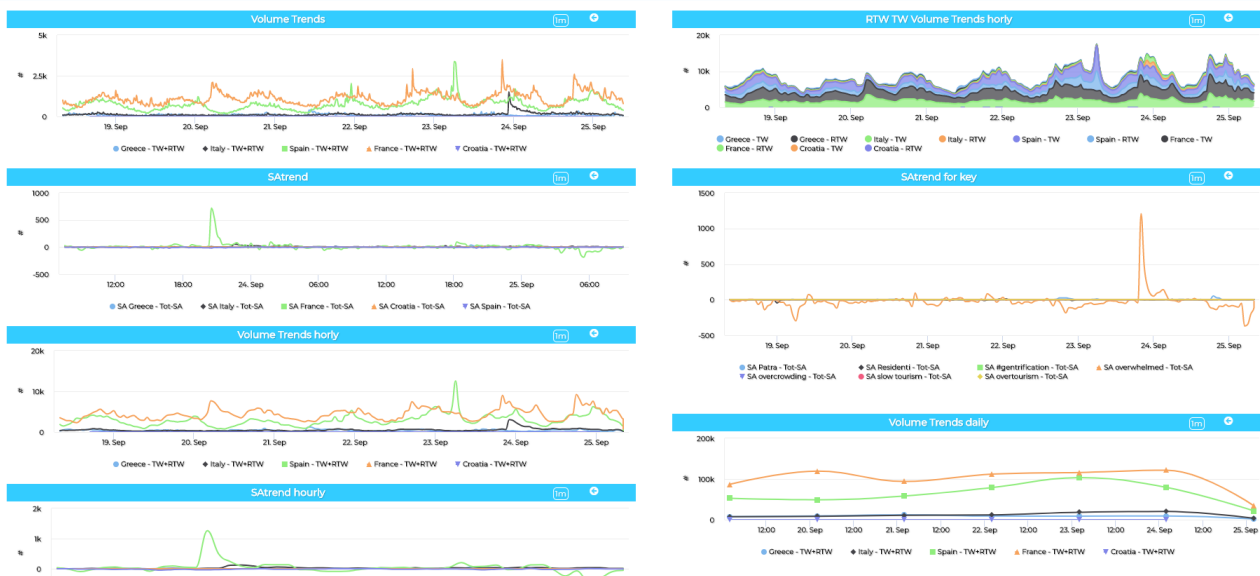 Volume Trends
1m
5k
2.5k
0
#
19. Sep 20. Sep 21. Sep 22. Sep 23. Sep 24. Sep 25. Sep
Greece - TW+RTW Italy - TW+RTW Spain - TW+RTW France - TW+RTW Croatia - TW+RTW
SAtrend
1m
1000
500
0
-500
#
12:00 18:00 24. Sep 06:00 12:00 18:00 25. Sep 06:00
SA Greece - Tot-SA SA Italy - Tot-SA SA France - Tot-SA SA Croatia - Tot-SA SA Spain - Tot-SA
Volume Trends horly
1m
20k
10k
0
#
19. Sep 20. Sep 21. Sep 22. Sep 23. Sep 24. Sep 25. Sep
Greece - TW+RTW Italy - TW+RTW Spain - TW+RTW France - TW+RTW Croatia - TW+RTW
SAtrend hourly
1m
2k
1k
0
#
RTW TW Volume Trends horly
1m
20k
10k
0
#
19. Sep 20. Sep 21. Sep 22. Sep 23. Sep 24. Sep 25. Sep
Greece - TW Greece - RTW Italy - TW Italy - RTW Spain - TW Spain - RTW France - TW
France - RTW Croatia - TW Croatia - RTW
SAtrend for key
1m
1500
1000
500
0
-500
#
19. Sep 20. Sep 21. Sep 22. Sep 23. Sep 24. Sep 25. Sep
SA Patra - Tot-SA SA Residenti - Tot-SA SA #gentrification - Tot-SA SA overwhelmed - Tot-SA
SA overcrowding - Tot-SA SA slow tourism - Tot-SA SA overtourism - Tot-SA
Volume Trends daily
1m
200k
100k
0
#
12:00 20. Sep 12:00 21. Sep 12:00 22. Sep 12:00 23. Sep 12:00 24. Sep 12:00 25. Sep
Greece - TW+RTW Italy - TW+RTW Spain - TW+RTW France - TW+RTW Croatia - TW+RTW